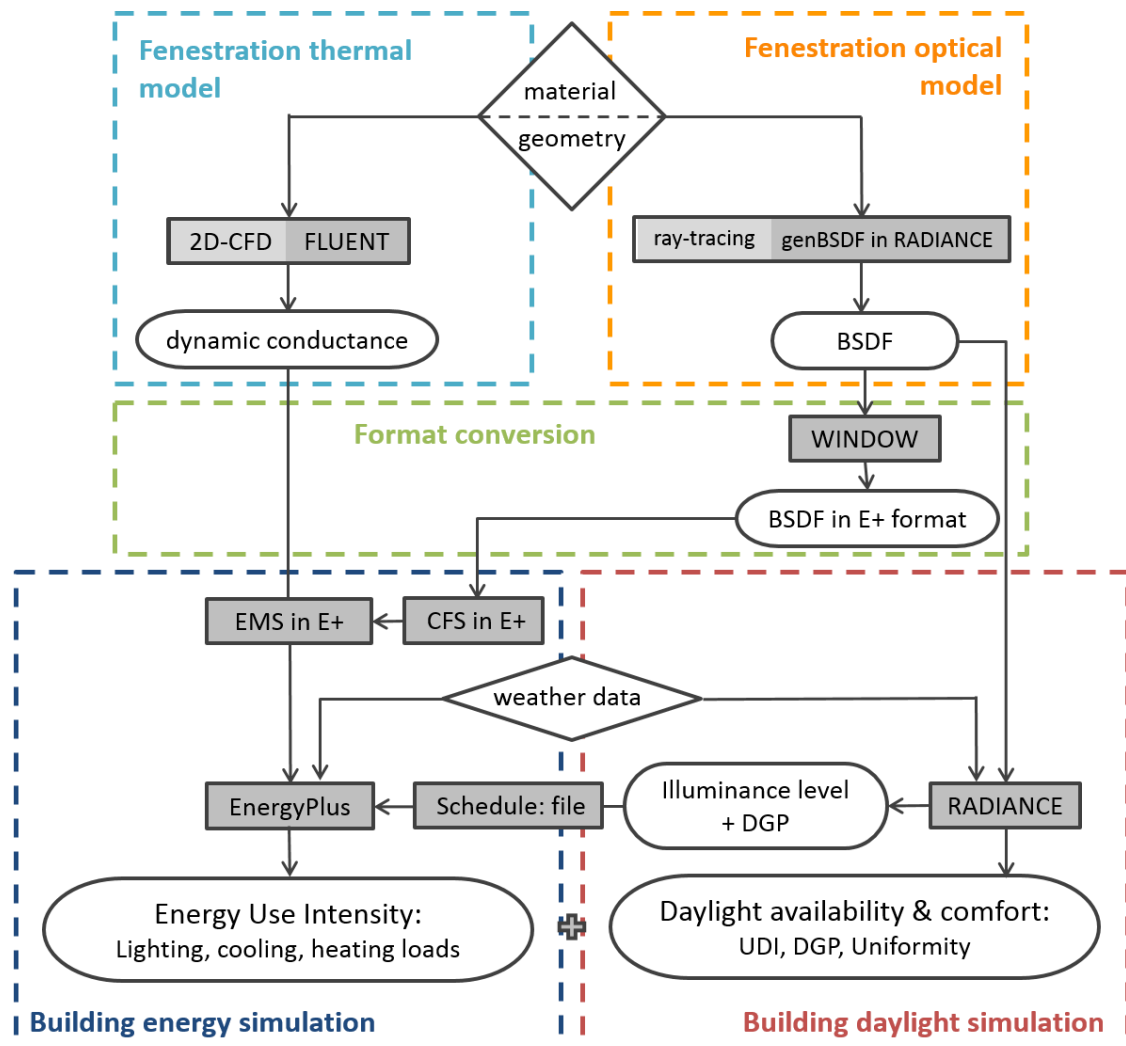 Fenestration thermal
model
Fenestration optical
model
material
geometry
2D-CFD FLUENT
ray-tracing genBSDF in RADIANCE
dynamic conductance
BSDF
Format conversion
WINDOW
BSDF in E+ format
EMS in E+
CFS in E+
weather data
EnergyPlus
Schedule: file
Illuminance level
+ DGP
RADIANCE
Energy Use Intensity:
Lighting, cooling, heating loads
Daylight availability & comfort:
UDI, DGP, Uniformity
Building energy simulation
Building daylight simulation